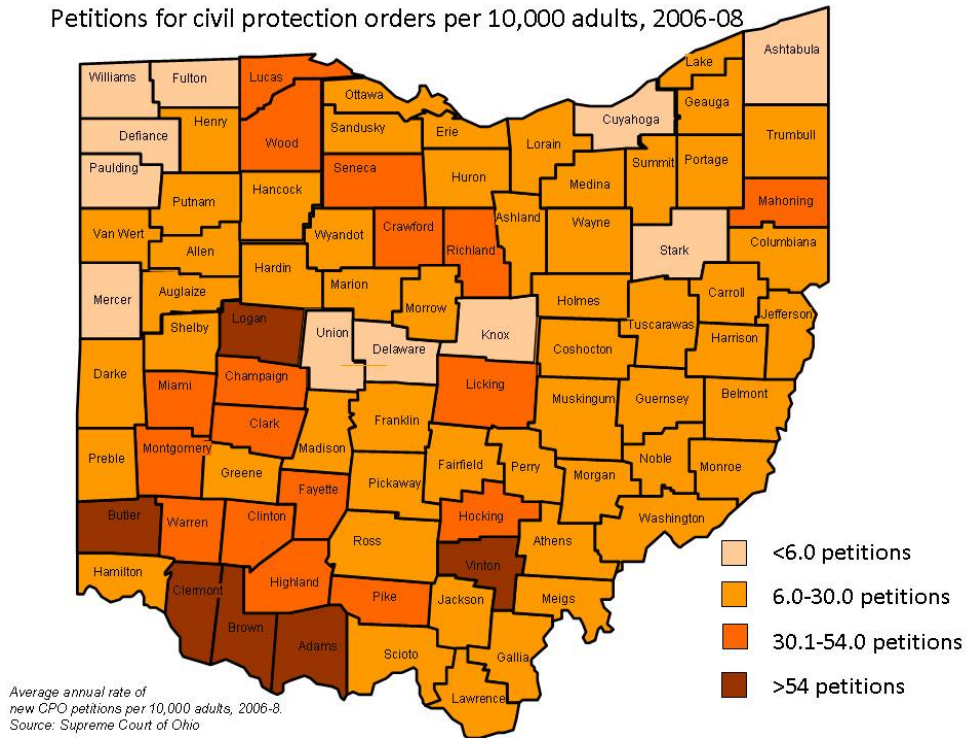 Petitions for civil protection orders per 10,000 adults, 2006-08
Ashtabula
Lake
Williams
Fulton
Lucas
Ottawa
Geauga
Cuyahoga
Henry
Sandusky
Erie
Defiance
Wood
Lorain
Trumbull
Paulding
Seneca
Huron
Medina
Summit
Portage
Hancock
Putnam
Mahoning
Ashland
Wayne
Van Wert
Wyandot
Crawford
Richland
Stark
Columbiana
Allen
Hardin
Mercer
Auglaize
Marion
Morrow
Holmes
Carroll
Jefferson
Logan
Shelby
Union
Delaware
Knox
Tuscarawas
Harrison
Coshocton
Darke
Miami
Champaign
Licking
Muskingum
Guernsey
Belmont
Clark
Franklin
Madison
Montgomery
Preble
Greene
Fairfield
Perry
Noble
Monroe
Morgan
Pickaway
Fayette
Butler
Warren
Clinton
Hocking
Washington
Ross
Athens
Hamilton
Vinton
Clermont
Highland
Pike
Jackson
Meigs
Brown
Adams
Scioto
Gallia
Lawrence
<6.0 petitions
6.0-30.0 petitions
30.1-54.0 petitions
>54 petitions
Average annual rate of
new CPO petitions per 10,000 adults, 2006-8.
Source: Supreme Court of Ohio